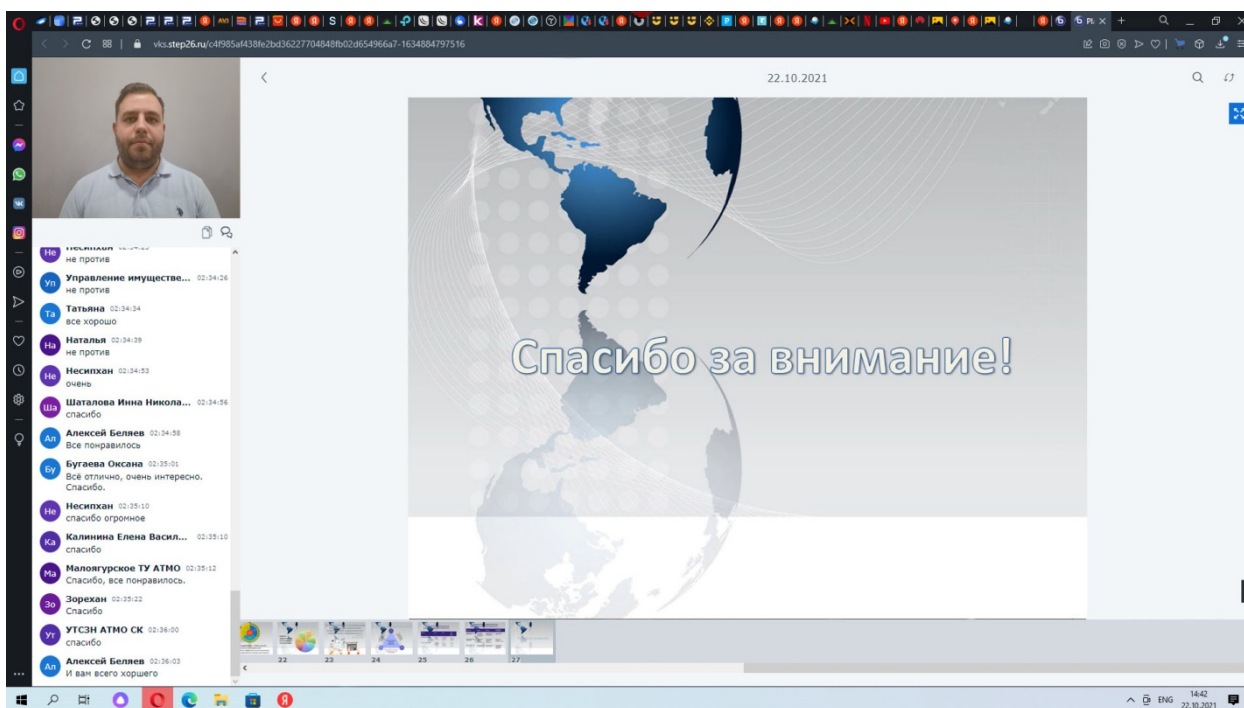 vks.step26.ru/c4f985af438fe2bd36227704848fb02d654966a7-1634884797516
22.10.2021
Несипхан
не против
Управление имуществе... 02:34:26
не против
Татьяна 02:34:34
все хорошо
Наталья 02:34:39
не против
Несипхан 02:34:53
очень
Шаталова Инна Никола... 02:34:56
спасибо
Алексей Беляев 02:34:58
Все понравилось
Бугаева Оксана 02:35:01
Всё отлично, очень интересно.
Спасибо.
Несипхан 02:35:10
спасибо огромное
Калинина Елена Васил... 02:35:10
спасибо
Малоягурское ТУ АТМО 02:35:12
Спасибо, все понравилось.
Зорехан 02:35:22
Спасибо
УТСЗН АТМО СК 02:36:00
спасибо
Алексей Беляев 02:36:03
И вам всего хоршего
Спасибо за внимание!
22 23 24 25 26 27
ENG
14:42
22.10.2021